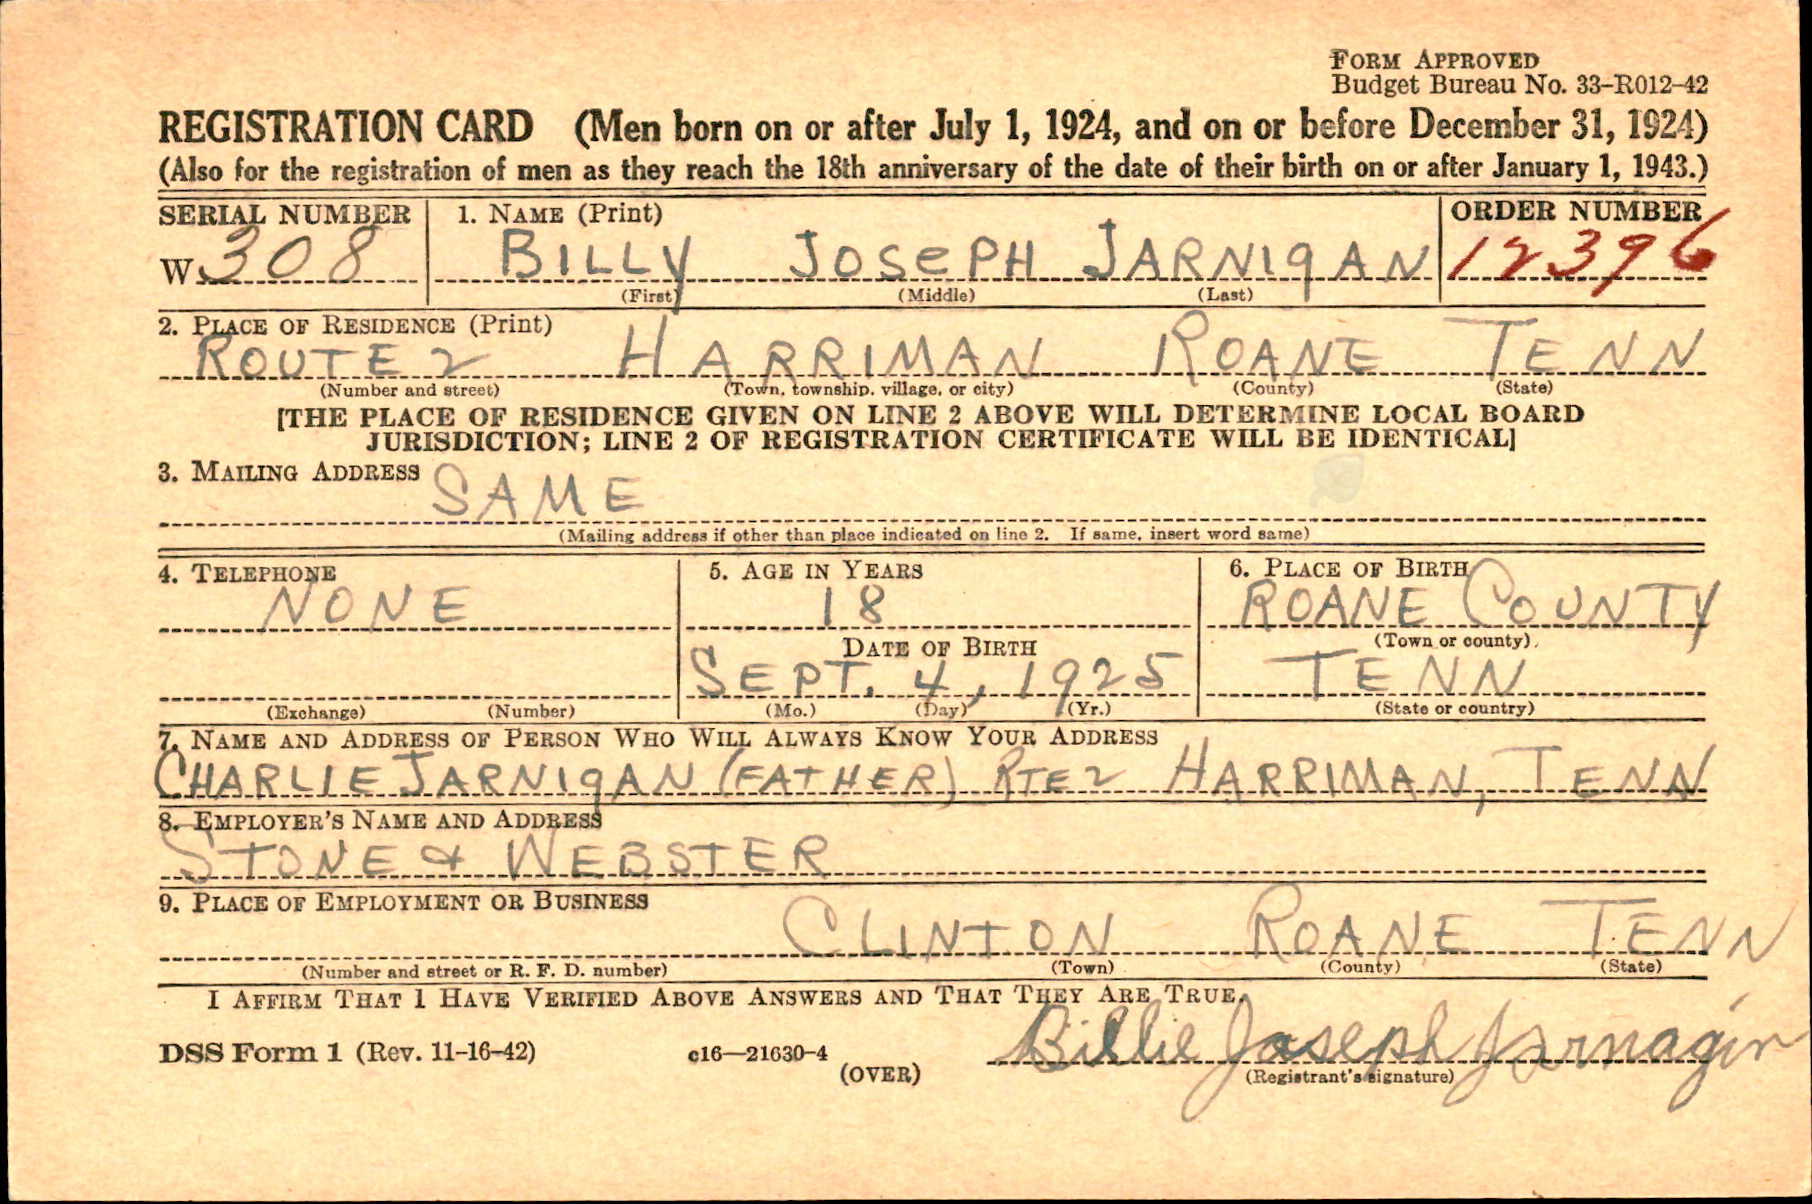 FORM APPROVED
Budget Bureau No. 33-R012-42
REGISTRATION CARD (Men born on or after July 1, 1924, and on or before December 31, 1924)
(Also for the registration of men as they reach the 18th anniversary of the date of their birth on or after January 1, 1943.)
SERIAL NUMBER 1. NAME (Print) ORDER NUMBER
W 308 BILLY JOSePH JARNIgAN 12396
(First) (Middle) (Last)
2. PLACE OF RESIDENCE (Print)
ROUTE 2 HARRIMAN ROANE TENN
(Number and street) (Town, township, village, or city) (County) (State)
[THE PLACE OF RESIDENCE GIVEN ON LINE 2 ABOVE WILL DETERMINE LOCAL BOARD
JURISDICTION; LINE 2 OF REGISTRATION CERTIFICATE WILL BE IDENTICAL]
3. MAILING ADDRESS SAME
(Mailing address if other than place indicated on line 2. If same, insert word same)
4. TELEPHONE 5. AGE IN YEARS 6. PLACE OF BIRTH
NONE 18 ROANE COUNTY
DATE OF BIRTH (Town or county)
SEPT. 4, 1925 TENN
(Exchange) (Number) (Mo.) (Day) (Yr.) (State or country)
7. NAME AND ADDRESS OF PERSON WHO WILL ALWAYS KNOW YOUR ADDRESS
CHARLIE JARNIgAN (FATHER) RTE 2 HARRIMAN, TENN
8. EMPLOYER'S NAME AND ADDRESS
STONE & WEBSTER
9. PLACE OF EMPLOYMENT OR BUSINESS
CLINTON ROANE TENN
(Number and street or R. F. D. number) (Town) (County) (State)
I AFFIRM THAT I HAVE VERIFIED ABOVE ANSWERS AND THAT THEY ARE TRUE.
Billie Joseph Jarnagin
DSS Form 1 (Rev. 11-16-42) c16—21630-4 (OVER) (Registrant's signature)